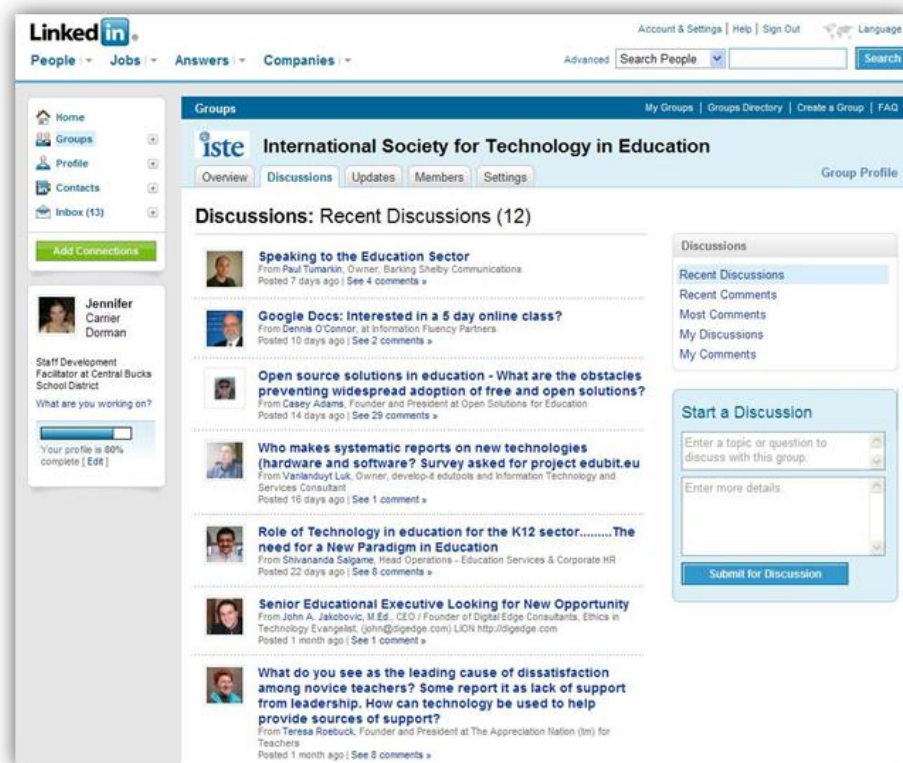 Linked in
Account & Settings | Help | Sign Out Language
People Jobs Answers Companies
Advanced Search People Search
Home
Groups
Profile
Contacts
Inbox (13)
Add Connections
Jennifer
Carrier
Dorman
Staff Development
Facilitator at Central Bucks
School District
What are you working on?
Your profile is 80%
complete [ Edit ]
Groups
My Groups | Groups Directory | Create a Group | FAQ
iste International Society for Technology in Education
Overview Discussions Updates Members Settings
Group Profile
Discussions: Recent Discussions (12)
Speaking to the Education Sector
From Paul Tumarkin, Owner, Barking Shelby Communications
Posted 7 days ago | See 4 comments »
Google Docs: Interested in a 5 day online class?
From Dennis O'Connor, at Information Fluency Partners
Posted 10 days ago | See 2 comments »
Open source solutions in education - What are the obstacles
preventing widespread adoption of free and open solutions?
From Casey Adams, Founder and President at Open Solutions for Education
Posted 14 days ago | See 29 comments »
Who makes systematic reports on new technologies
(hardware and software? Survey asked for project edubit.eu
From Vanlanduyt Luk, Owner, develop-it edutools and Information Technology and
Services Consultant
Posted 16 days ago | See 1 comment »
Role of Technology in education for the K12 sector.........The
need for a New Paradigm in Education
From Shivananda Salgame, Head Operations - Education Services & Corporate HR
Posted 22 days ago | See 8 comments »
Senior Educational Executive Looking for New Opportunity
From John A. Jakobovic, M.Ed., CEO / Founder of Digital Edge Consultants, Ethics in
Technology Evangelist, (john@digedge.com) LION http://digedge.com
Posted 1 month ago | See 1 comment »
What do you see as the leading cause of dissatisfaction
among novice teachers? Some report it as lack of support
from leadership. How can technology be used to help
provide sources of support?
From Teresa Roebuck, Founder and President at The Appreciation Nation (tm) for
Teachers
Posted 1 month ago | See 8 comments »
Discussions
Recent Discussions
Recent Comments
Most Comments
My Discussions
My Comments
Start a Discussion
Enter a topic or question to
discuss with this group.
Enter more details.
Submit for Discussion